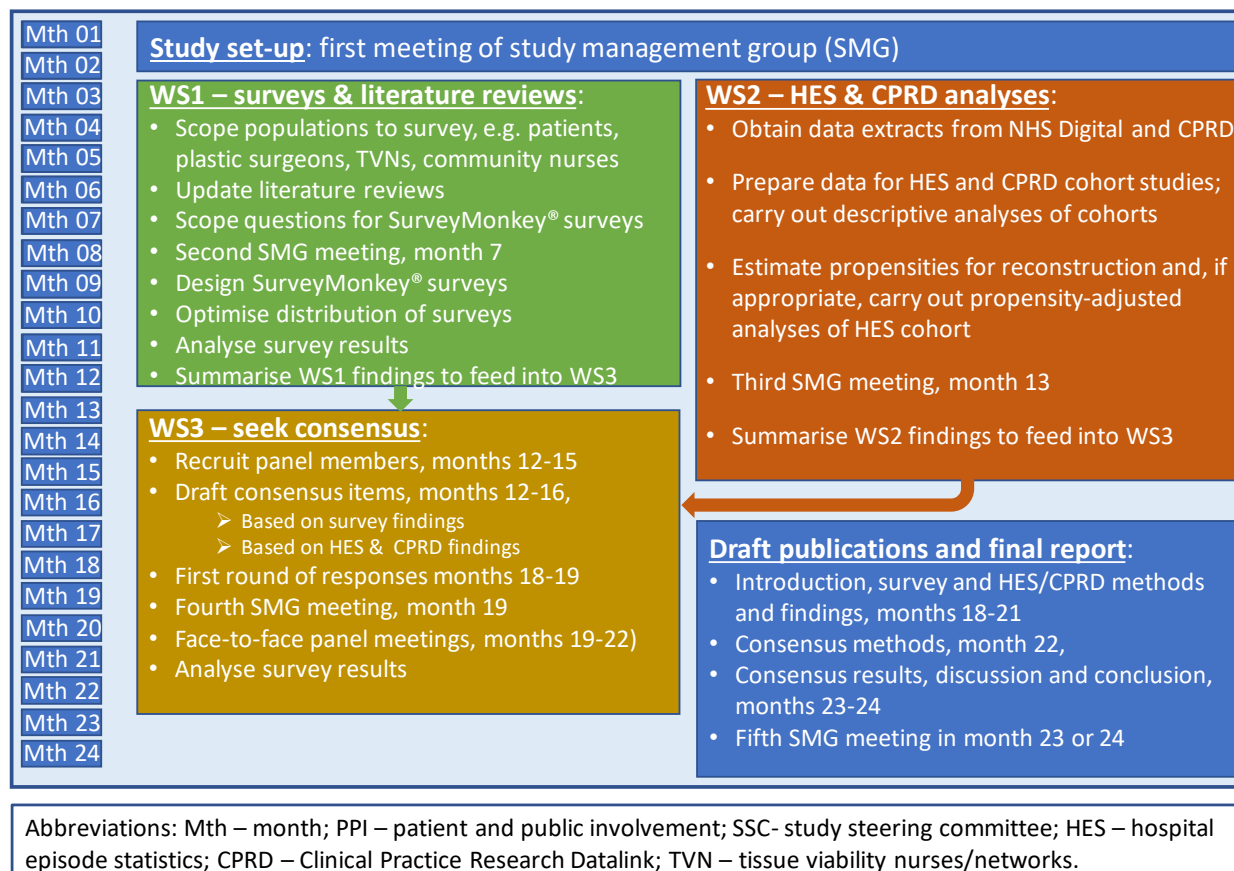 Mth 01
Mth 02
Mth 03
Mth 04
Mth 05
Mth 06
Mth 07
Mth 08
Mth 09
Mth 10
Mth 11
Mth 12
Mth 13
Mth 14
Mth 15
Mth 16
Mth 17
Mth 18
Mth 19
Mth 20
Mth 21
Mth 22
Mth 23
Mth 24
Study set-up: first meeting of study management group (SMG)
WS1 – surveys & literature reviews:
• Scope populations to survey, e.g. patients,
plastic surgeons, TVNs, community nurses
• Update literature reviews
• Scope questions for SurveyMonkey® surveys
• Second SMG meeting, month 7
• Design SurveyMonkey® surveys
• Optimise distribution of surveys
• Analyse survey results
• Summarise WS1 findings to feed into WS3
WS2 – HES & CPRD analyses:
• Obtain data extracts from NHS Digital and CPRD
• Prepare data for HES and CPRD cohort studies;
carry out descriptive analyses of cohorts
• Estimate propensities for reconstruction and, if
appropriate, carry out propensity-adjusted
analyses of HES cohort
• Third SMG meeting, month 13
• Summarise WS2 findings to feed into WS3
WS3 – seek consensus:
• Recruit panel members, months 12-15
• Draft consensus items, months 12-16,
➢ Based on survey findings
➢ Based on HES & CPRD findings
• First round of responses months 18-19
• Fourth SMG meeting, month 19
• Face-to-face panel meetings, months 19-22)
• Analyse survey results
Draft publications and final report:
• Introduction, survey and HES/CPRD methods
and findings, months 18-21
• Consensus methods, month 22,
• Consensus results, discussion and conclusion,
months 23-24
• Fifth SMG meeting in month 23 or 24
Abbreviations: Mth – month; PPI – patient and public involvement; SSC- study steering committee; HES – hospital
episode statistics; CPRD – Clinical Practice Research Datalink; TVN – tissue viability nurses/networks.